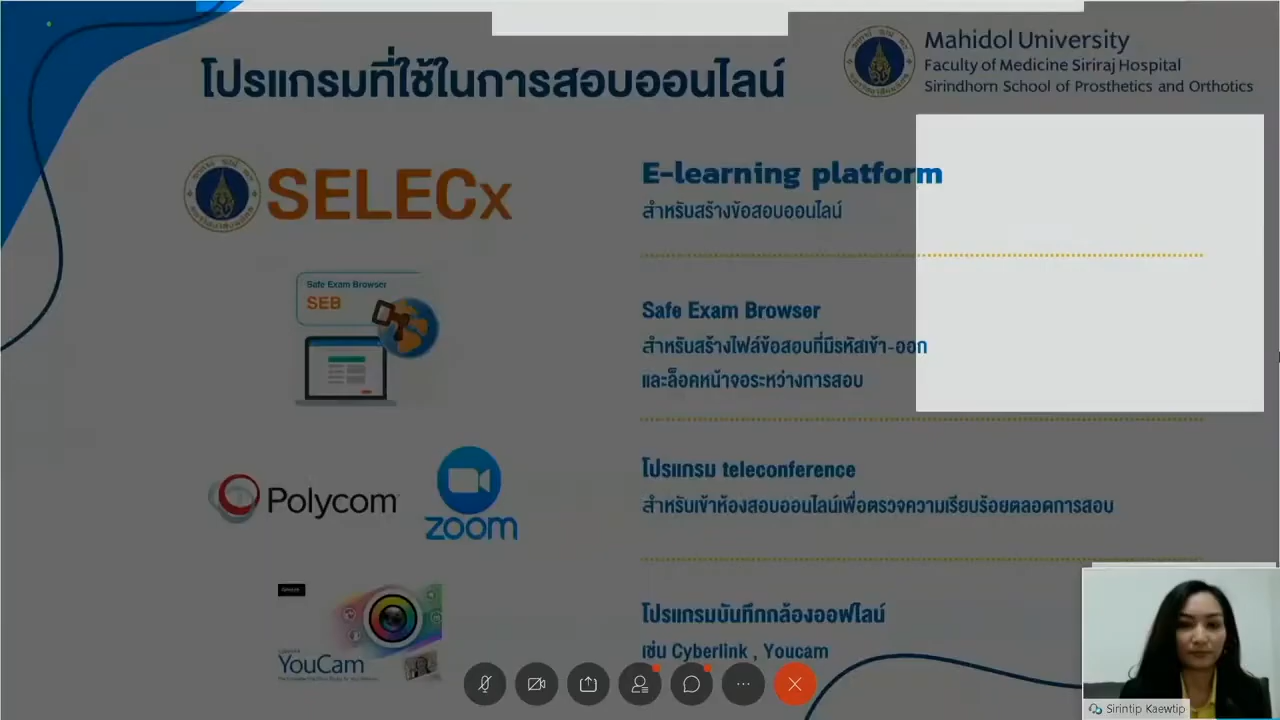 โปรแกรมที่ใช้ในการสอบออนไลน์
Mahidol University
Faculty of Medicine Siriraj Hospital
Sirindhorn School of Prosthetics and Orthotics
SELECx
E-learning platform
สำหรับสร้างข้อสอบออนไลน์
Safe Exam Browser
SEB
Safe Exam Browser
สำหรับสร้างไฟล์ข้อสอบที่มีรหัสเข้า-ออก
และล็อคหน้าจอระหว่างการสอบ
Polycom
zoom
โปรแกรม teleconference
สำหรับเข้าห้องสอบออนไลน์เพื่อตรวจความเรียบร้อยตลอดการสอบ
YouCam
โปรแกรมบันทึกกล้องออฟไลน์
เช่น Cyberlink , Youcam
Sirintip Kaewtip